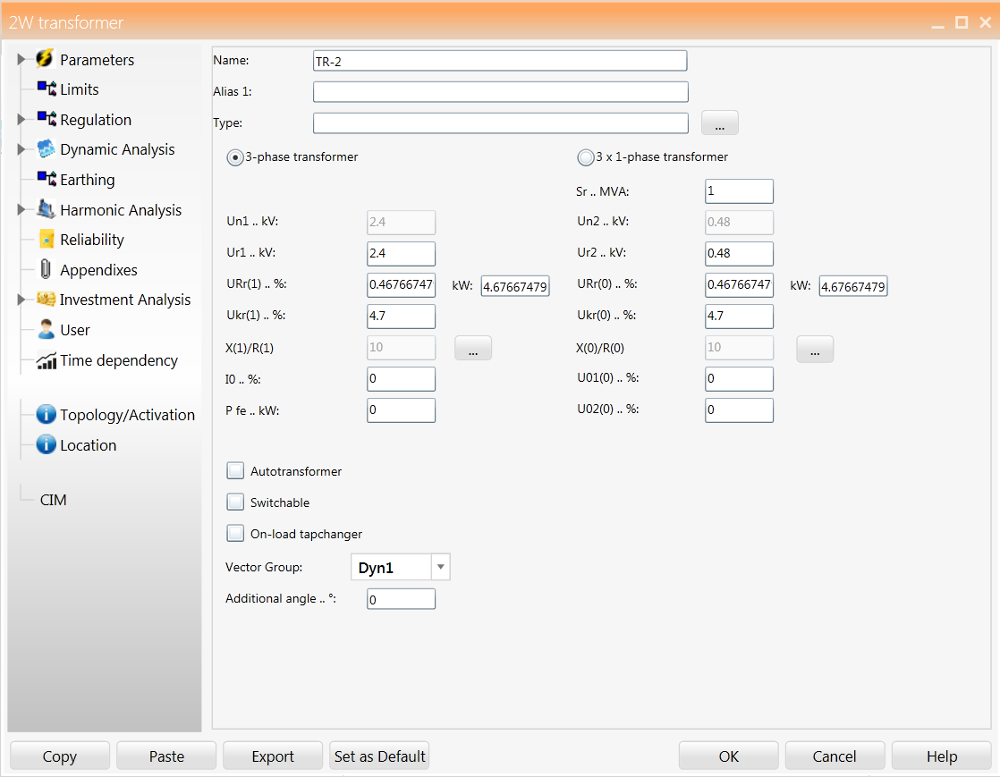 2W transformer
Parameters
Limits
Regulation
Dynamic Analysis
Earthing
Harmonic Analysis
Reliability
Appendixes
Investment Analysis
User
Time dependency
Topology/Activation
Location
CIM
Name: TR-2
Alias 1:
Type: ...
3-phase transformer 3 x 1-phase transformer
Sr .. MVA: 1
Un1 .. kV: 2.4 Un2 .. kV: 0.48
Ur1 .. kV: 2.4 Ur2 .. kV: 0.48
URr(1) .. %: 0.46766747 kW: 4.67667479 URr(0) .. %: 0.46766747 kW: 4.67667479
Ukr(1) .. %: 4.7 Ukr(0) .. %: 4.7
X(1)/R(1) 10 ... X(0)/R(0) 10 ...
I0 .. %: 0 U01(0) .. %: 0
P fe .. kW: 0 U02(0) .. %: 0
Autotransformer
Switchable
On-load tapchanger
Vector Group: Dyn1
Additional angle .. °: 0
Copy Paste Export Set as Default OK Cancel Help